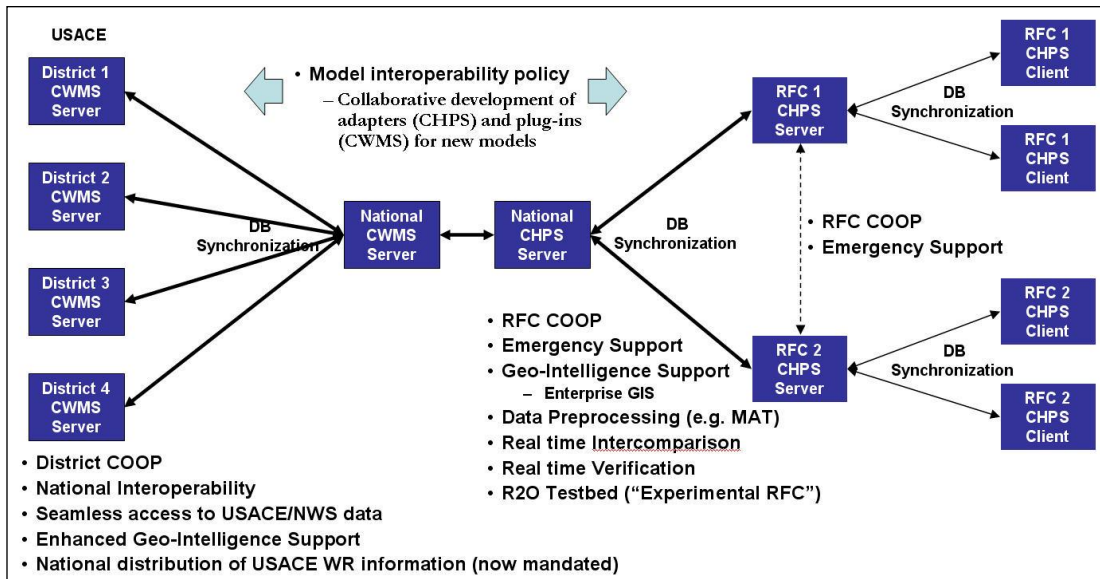 USACE
District 1
CWMS
Server
District 2
CWMS
Server
District 3
CWMS
Server
District 4
CWMS
Server
DB
Synchronization
• Model interoperability policy
– Collaborative development of
adapters (CHPS) and plug-ins
(CWMS) for new models
National
CWMS
Server
National
CHPS
Server
DB
Synchronization
RFC 1
CHPS
Server
RFC 1
CHPS
Client
DB
Synchronization
RFC 1
CHPS
Client
• RFC COOP
• Emergency Support
RFC 2
CHPS
Server
RFC 2
CHPS
Client
DB
Synchronization
RFC 2
CHPS
Client
• RFC COOP
• Emergency Support
• Geo-Intelligence Support
– Enterprise GIS
• Data Preprocessing (e.g. MAT)
• Real time Intercomparison
• Real time Verification
• R2O Testbed (“Experimental RFC”)
• District COOP
• National Interoperability
• Seamless access to USACE/NWS data
• Enhanced Geo-Intelligence Support
• National distribution of USACE WR information (now mandated)